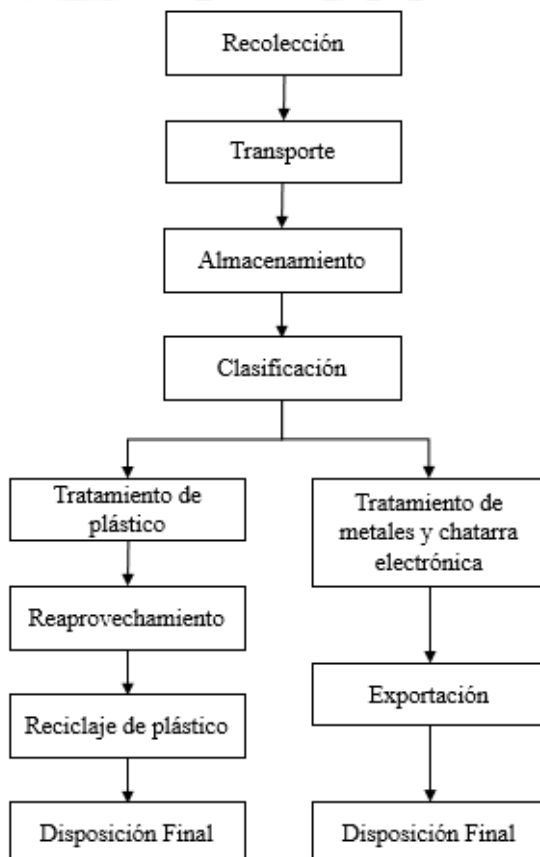 Recolección
Transporte
Almacenamiento
Clasificación
Tratamiento de
plástico
Reaprovechamiento
Reciclaje de plástico
Disposición Final
Tratamiento de
metales y chatarra
electrónica
Exportación
Disposición Final